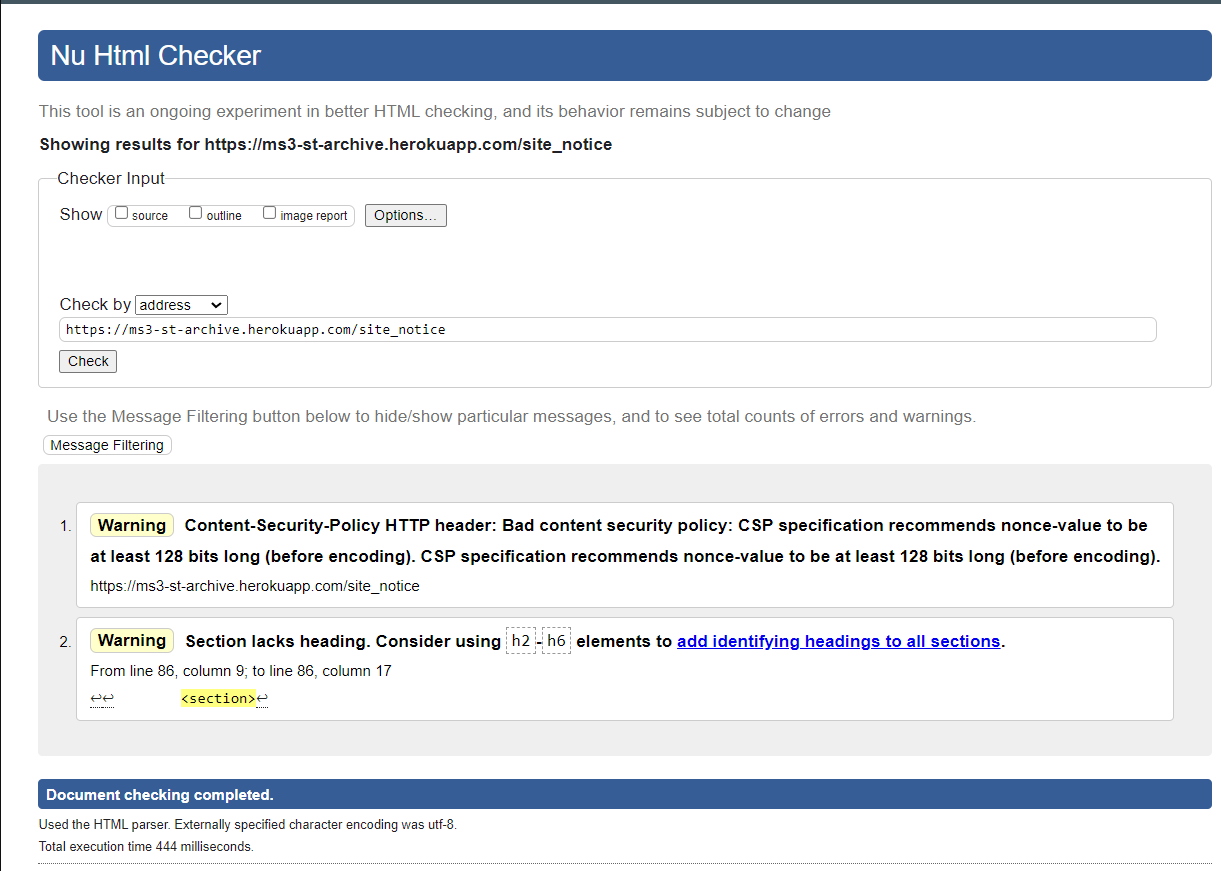 Nu Html Checker
This tool is an ongoing experiment in better HTML checking, and its behavior remains subject to change
Showing results for https://ms3-st-archive.herokuapp.com/site_notice
Checker Input
Show source outline image report Options...
Check by address
https://ms3-st-archive.herokuapp.com/site_notice
Check
Use the Message Filtering button below to hide/show particular messages, and to see total counts of errors and warnings.
Message Filtering
1. Warning Content-Security-Policy HTTP header: Bad content security policy: CSP specification recommends nonce-value to be
at least 128 bits long (before encoding). CSP specification recommends nonce-value to be at least 128 bits long (before encoding).
https://ms3-st-archive.herokuapp.com/site_notice
2. Warning Section lacks heading. Consider using h2-h6 elements to add identifying headings to all sections.
From line 86, column 9; to line 86, column 17
↩↩ <section>↩
Document checking completed.
Used the HTML parser. Externally specified character encoding was utf-8.
Total execution time 444 milliseconds.